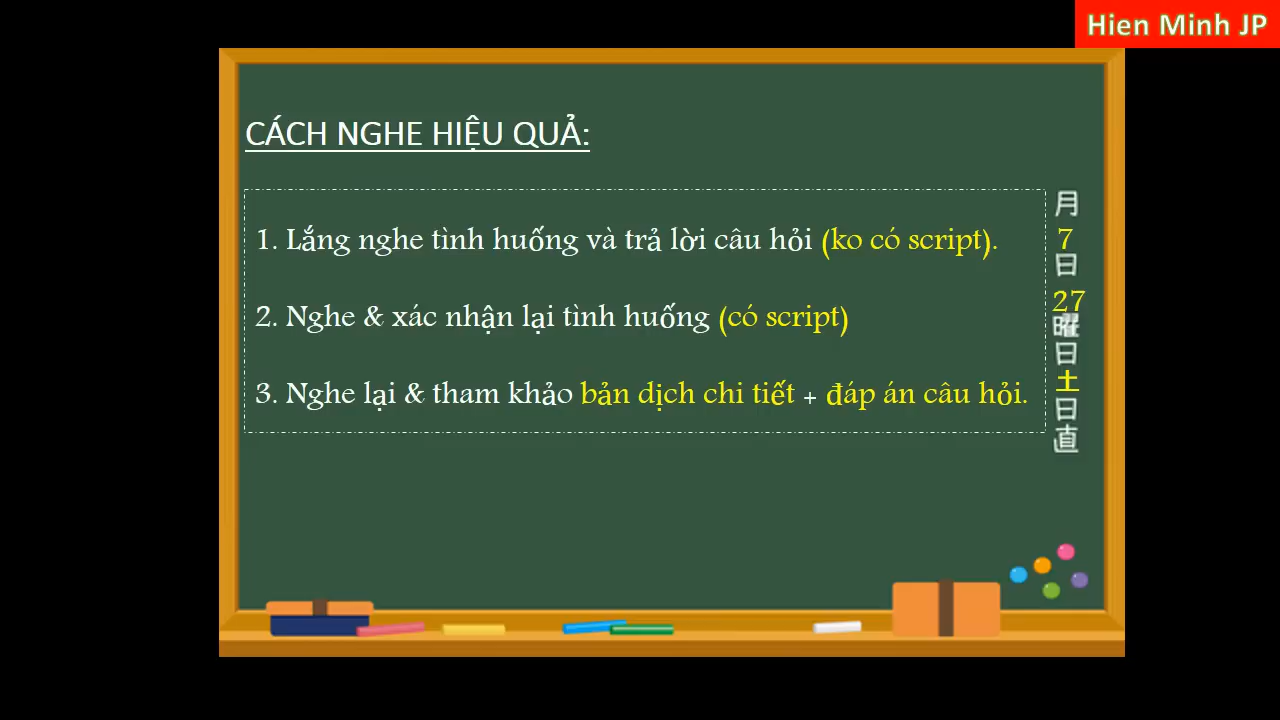 Hien Minh JP
CÁCH NGHE HIỆU QUẢ:
1. Lắng nghe tình huống và trả lời câu hỏi (ko có script).
2. Nghe & xác nhận lại tình huống (có script)
3. Nghe lại & tham khảo bản dịch chi tiết + đáp án câu hỏi.
月
7
日
27
曜
日
土
日
直